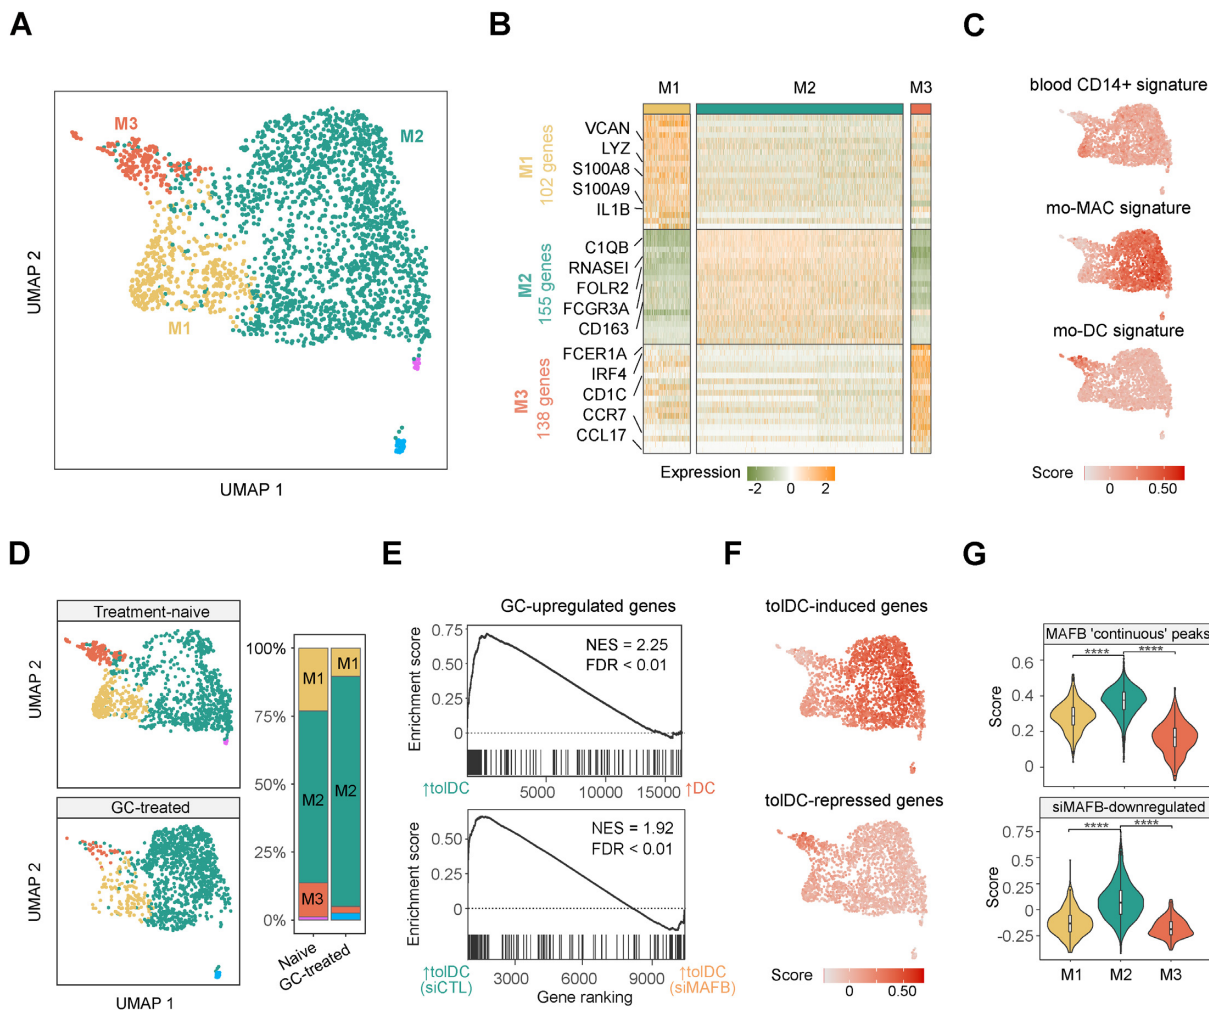 A
M3
M2
M1
UMAP 2
UMAP 1
B
M1
M2
M3
M1
102 genes
VCAN
LYZ
S100A8
S100A9
IL1B
M2
155 genes
C1QB
RNASEI
FOLR2
FCGR3A
CD163
M3
138 genes
FCER1A
IRF4
CD1C
CCR7
CCL17
Expression
-2 0 2
C
blood CD14+ signature
mo-MAC signature
mo-DC signature
Score
0 0.50
D
Treatment-naive
UMAP 2
GC-treated
UMAP 2
UMAP 1
100%
75%
50%
25%
0%
M1
M2
M3
M1
M2
Naive
GC-treated
E
GC-upregulated genes
Enrichment score
0.75
0.50
0.25
0
NES = 2.25
FDR < 0.01
↑tolDC
5000 10000 15000
↑DC
Enrichment score
0.50
0.25
0
NES = 1.92
FDR < 0.01
↑tolDC
(siCTL)
3000 6000 9000
↑tolDC
(siMAFB)
Gene ranking
F
tolDC-induced genes
tolDC-repressed genes
Score
0 0.50
G
MAFB 'continuous' peaks
Score
0.6
0.4
0.2
0
**** ****
siMAFB-downregulated
Score
0.75
0.5
0.25
0
-0.25
**** ****
M1 M2 M3